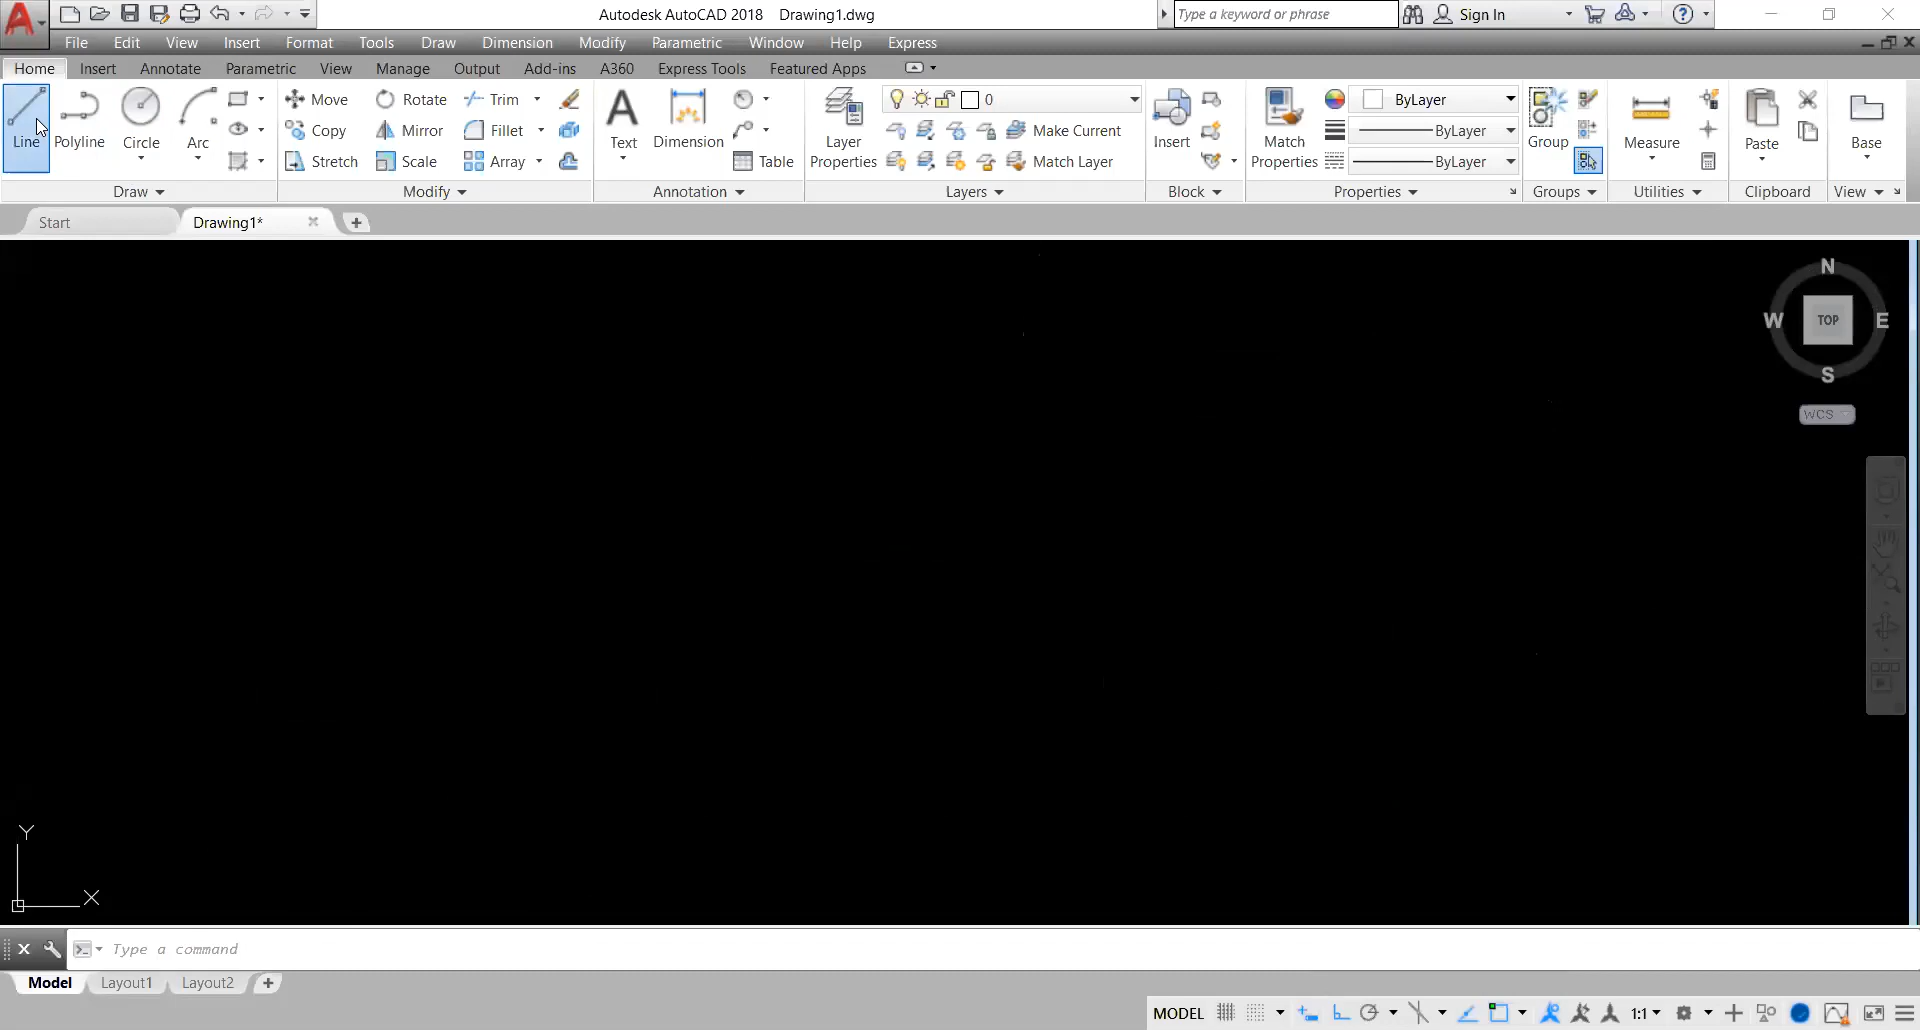 Autodesk AutoCAD 2018 Drawing1.dwg Type a keyword or phrase Sign In
File Edit View Insert Format Tools Draw Dimension Modify Parametric Window Help Express
Home Insert Annotate Parametric View Manage Output Add-ins A360 Express Tools Featured Apps
Move Rotate Trim 0 ByLayer
Line Polyline Circle Arc Copy Mirror Fillet Text Dimension Layer Properties Make Current Insert Match Properties ByLayer Group Measure Paste Base
Stretch Scale Array Table Match Layer ByLayer
Draw Modify Annotation Layers Block Properties Groups Utilities Clipboard View
Start Drawing1*
N
W TOP E
S
WCS
Y
X
Type a command
Model Layout1 Layout2
MODEL 1:1